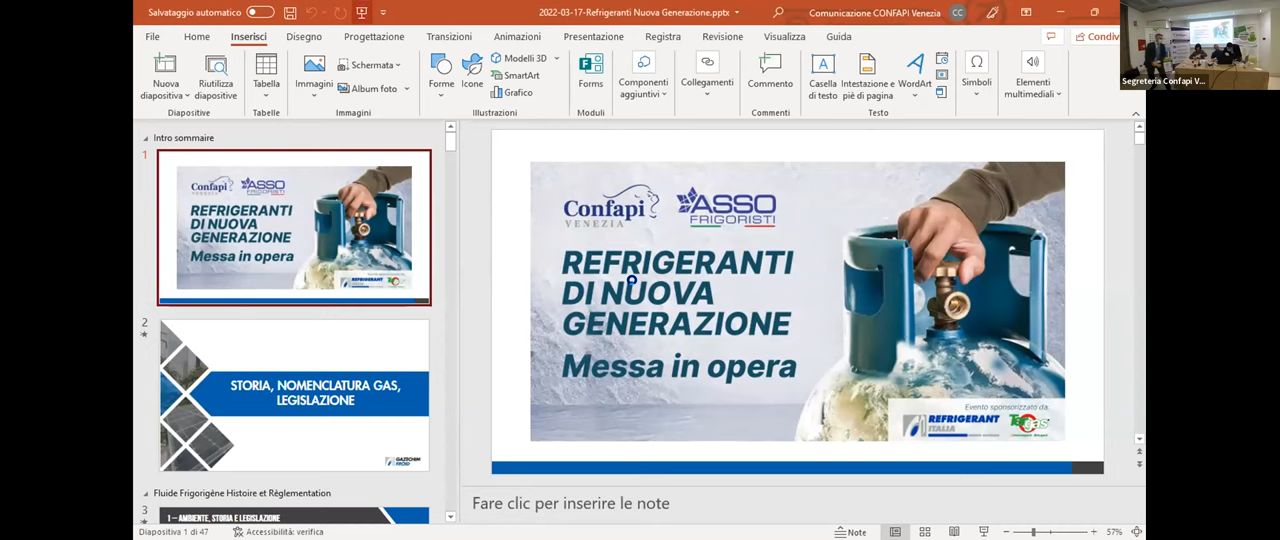 Salvataggio automatico
2022-03-17-Refrigeranti Nuova Generazione.pptx
Comunicazione CONFAPI Venezia
CC
File
Home
Inserisci
Disegno
Progettazione
Transizioni
Animazioni
Presentazione
Registra
Revisione
Visualizza
Guida
Condiv
Nuova
diapositiva
Riutilizza
diapositive
Tabella
Immagini
Schermata
Album foto
Forme
Icone
Modelli 3D
SmartArt
Grafico
Forms
Componenti
aggiuntivi
Collegamenti
Commento
Casella
di testo
Intestazione e
piè di pagina
WordArt
Simboli
Elementi
multimediali
Diapositive
Tabelle
Immagini
Illustrazioni
Moduli
Commenti
Testo
Segreteria Confapi V...
Intro sommaire
1
Confapi
VENEZIA
ASSO
FRIGORISTI
REFRIGERANTI
DI NUOVA
GENERAZIONE
Messa in opera
2
STORIA, NOMENCLATURA GAS,
LEGISLAZIONE
GAZECHIM
FROID
Fluide Frigorigène Histoire et Règlementation
3
1 – AMBIENTE, STORIA E LEGISLAZIONE
Confapi
VENEZIA
ASSO
FRIGORISTI
REFRIGERANTI
DI NUOVA
GENERAZIONE
Messa in opera
Evento sponsorizzato da
REFRIGERANT
ITALIA
Fare clic per inserire le note
Diapositiva 1 di 47
Accessibilità: verifica
Note
57%